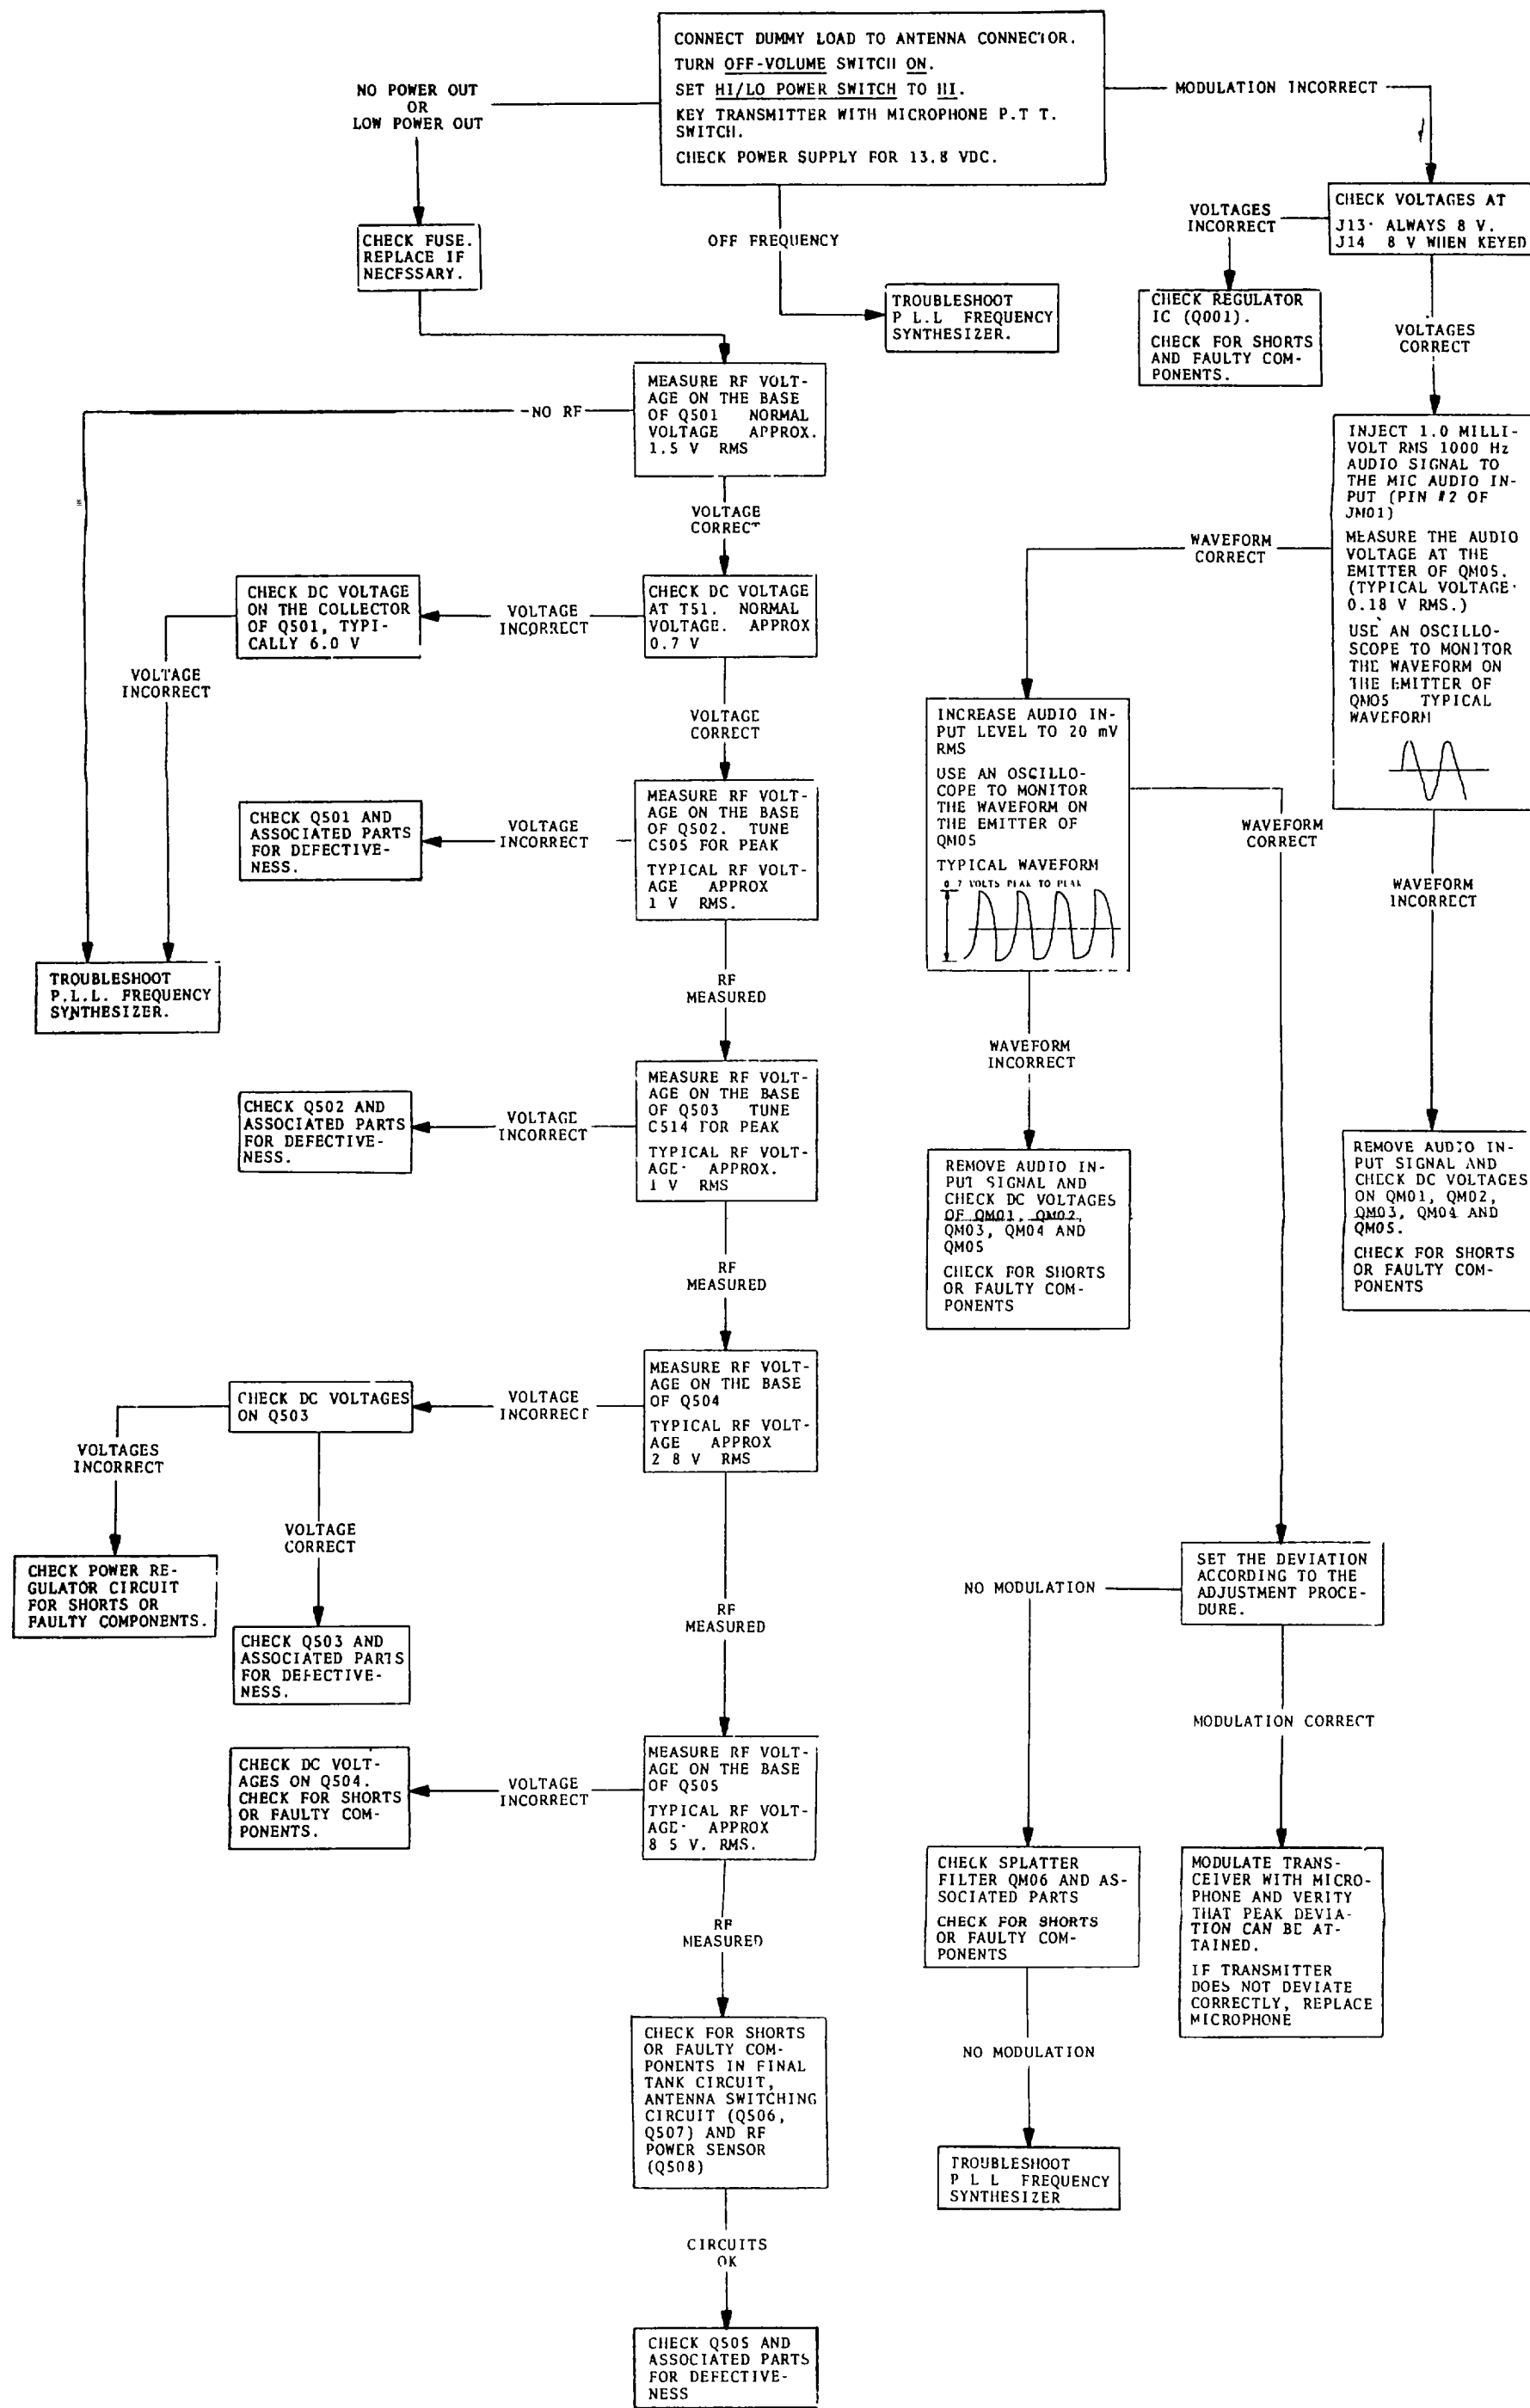 CONNECT DUMMY LOAD TO ANTENNA CONNECTOR.
TURN OFF-VOLUME SWITCH ON.
SET HI/LO POWER SWITCH TO HI.
KEY TRANSMITTER WITH MICROPHONE P.T T.
SWITCH.
CHECK POWER SUPPLY FOR 13.8 VDC.
NO POWER OUT
OR
LOW POWER OUT
MODULATION INCORRECT
OFF FREQUENCY
CHECK FUSE.
REPLACE IF
NECESSARY.
TROUBLESHOOT
P L.L FREQUENCY
SYNTHESIZER.
VOLTAGES
INCORRECT
CHECK VOLTAGES AT
J13· ALWAYS 8 V.
J14 8 V WHEN KEYED
CHECK REGULATOR
IC (Q001).
CHECK FOR SHORTS
AND FAULTY COM-
PONENTS.
VOLTAGES
CORRECT
MEASURE RF VOLT-
AGE ON THE BASE
OF Q501 NORMAL
VOLTAGE APPROX.
1.5 V RMS
NO RF
VOLTAGE
CORRECT
CHECK DC VOLTAGE
AT T51. NORMAL
VOLTAGE. APPROX
0.7 V
VOLTAGE
INCORRECT
CHECK DC VOLTAGE
ON THE COLLECTOR
OF Q501, TYPI-
CALLY 6.0 V
VOLTAGE
INCORRECT
VOLTAGE
CORRECT
MEASURE RF VOLT-
AGE ON THE BASE
OF Q502. TUNE
C505 FOR PEAK
TYPICAL RF VOLT-
AGE APPROX
1 V RMS.
VOLTAGE
INCORRECT
CHECK Q501 AND
ASSOCIATED PARTS
FOR DEFECTIVE-
NESS.
TROUBLESHOOT
P.L.L. FREQUENCY
SYNTHESIZER.
RF
MEASURED
MEASURE RF VOLT-
AGE ON THE BASE
OF Q503 TUNE
C514 FOR PEAK
TYPICAL RF VOLT-
AGE· APPROX.
1 V RMS
VOLTAGE
INCORRECT
CHECK Q502 AND
ASSOCIATED PARTS
FOR DEFECTIVE-
NESS.
RF
MEASURED
MEASURE RF VOLT-
AGE ON THE BASE
OF Q504
TYPICAL RF VOLT-
AGE APPROX
2 8 V RMS
VOLTAGE
INCORRECT
CHECK DC VOLTAGES
ON Q503
VOLTAGES
INCORRECT
VOLTAGE
CORRECT
CHECK POWER RE-
GULATOR CIRCUIT
FOR SHORTS OR
FAULTY COMPONENTS.
CHECK Q503 AND
ASSOCIATED PARTS
FOR DEFECTIVE-
NESS.
RF
MEASURED
MEASURE RF VOLT-
AGE ON THE BASE
OF Q505
TYPICAL RF VOLT-
AGE· APPROX
8 5 V. RMS.
VOLTAGE
INCORRECT
CHECK DC VOLT-
AGES ON Q504.
CHECK FOR SHORTS
OR FAULTY COM-
PONENTS.
RF
MEASURED
CHECK FOR SHORTS
OR FAULTY COM-
PONENTS IN FINAL
TANK CIRCUIT,
ANTENNA SWITCHING
CIRCUIT (Q506,
Q507) AND RF
POWER SENSOR
(Q508)
CIRCUITS
OK
CHECK Q505 AND
ASSOCIATED PARTS
FOR DEFECTIVE-
NESS
INJECT 1.0 MILLI-
VOLT RMS 1000 Hz
AUDIO SIGNAL TO
THE MIC AUDIO IN-
PUT (PIN #2 OF
JM01)
MEASURE THE AUDIO
VOLTAGE AT THE
EMITTER OF QM05.
(TYPICAL VOLTAGE·
0.18 V RMS.)
USE AN OSCILLO-
SCOPE TO MONITOR
THE WAVEFORM ON
THE EMITTER OF
QM05 TYPICAL
WAVEFORM
WAVEFORM
CORRECT
INCREASE AUDIO IN-
PUT LEVEL TO 20 mV
RMS
USE AN OSCILLO-
COPE TO MONITOR
THE WAVEFORM ON
THE EMITTER OF
QM05
TYPICAL WAVEFORM
0 7 VOLTS PEAK TO PEAK
WAVEFORM
CORRECT
WAVEFORM
INCORRECT
WAVEFORM
INCORRECT
REMOVE AUDIO IN-
PUT SIGNAL AND
CHECK DC VOLTAGES
OF QM01, QM02,
QM03, QM04 AND
QM05
CHECK FOR SHORTS
OR FAULTY COM-
PONENTS
REMOVE AUDIO IN-
PUT SIGNAL AND
CHECK DC VOLTAGES
ON QM01, QM02,
QM03, QM04 AND
QM05.
CHECK FOR SHORTS
OR FAULTY COM-
PONENTS
SET THE DEVIATION
ACCORDING TO THE
ADJUSTMENT PROCE-
DURE.
NO MODULATION
MODULATION CORRECT
CHECK SPLATTER
FILTER QM06 AND AS-
SOCIATED PARTS
CHECK FOR SHORTS
OR FAULTY COM-
PONENTS
MODULATE TRANS-
CEIVER WITH MICRO-
PHONE AND VERITY
THAT PEAK DEVIA-
TION CAN BE AT-
TAINED.
IF TRANSMITTER
DOES NOT DEVIATE
CORRECTLY, REPLACE
MICROPHONE
NO MODULATION
TROUBLESHOOT
P L L FREQUENCY
SYNTHESIZER